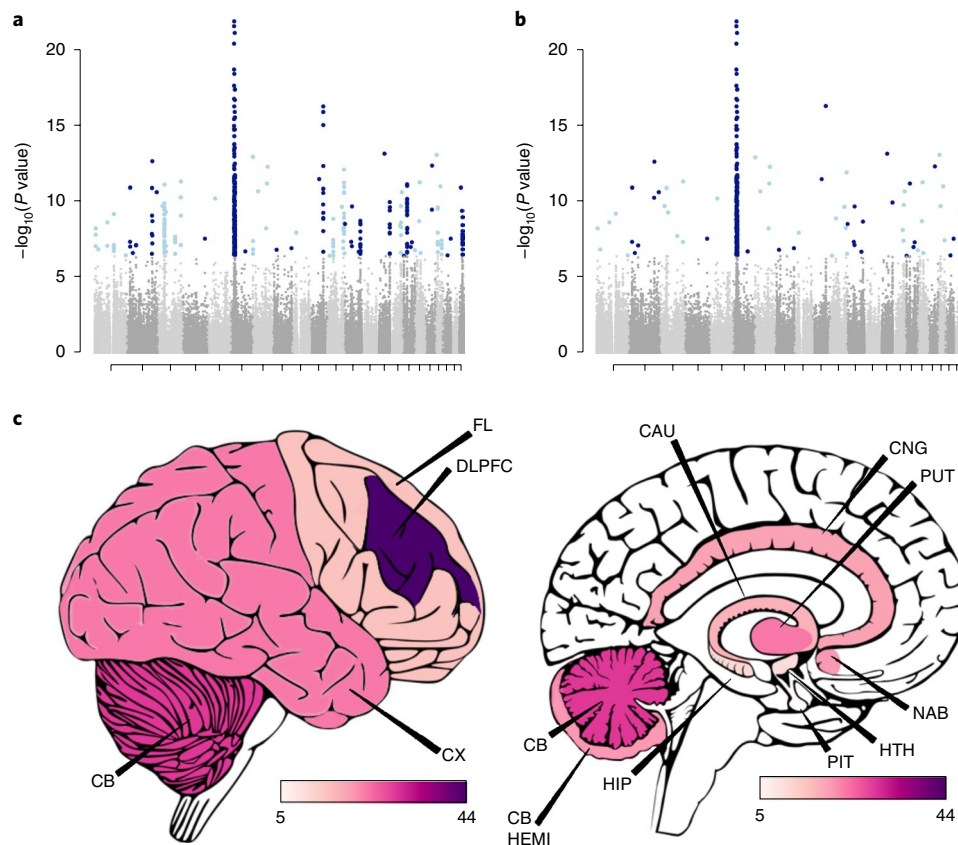 a
b
20
15
10
5
0
−log₁₀(P value)
20
15
10
5
0
−log₁₀(P value)
c
FL
DLPFC
CX
CB
5
44
CAU
CNG
PUT
NAB
HTH
PIT
HIP
CB
CB
HEMI
5
44